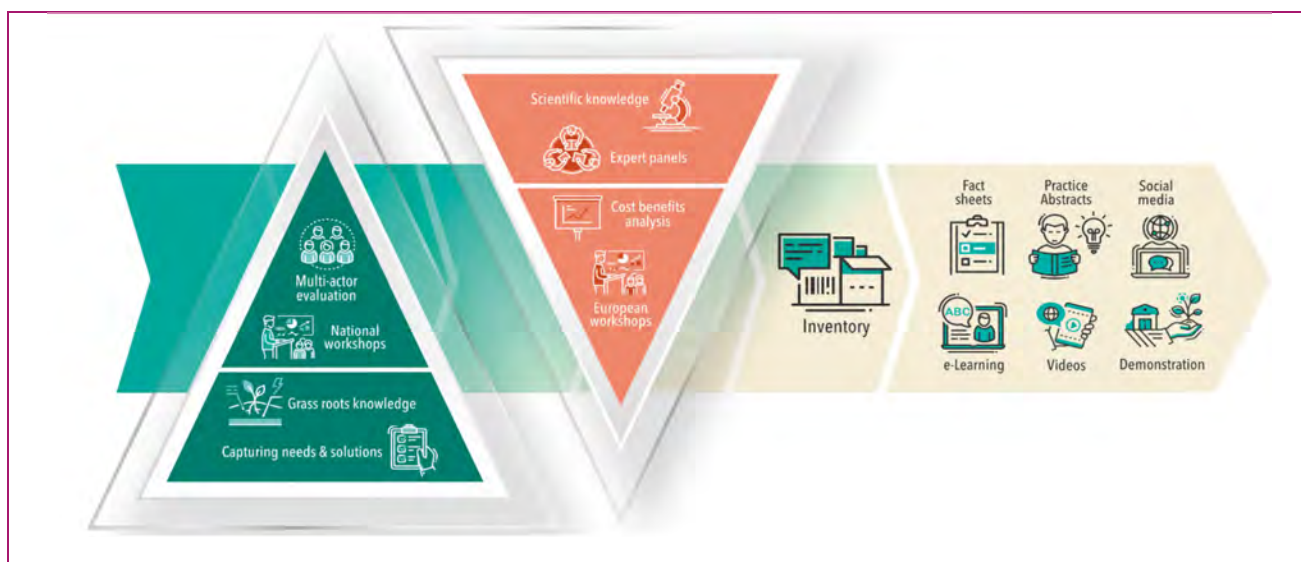 Multi-actor
evaluation
National
workshops
Grass roots knowledge
Capturing needs & solutions
Scientific knowledge
Expert panels
Cost benefits
analysis
European
workshops
Inventory
Fact
sheets
Practice
Abstracts
Social
media
ABC
e-Learning
Videos
Demonstration